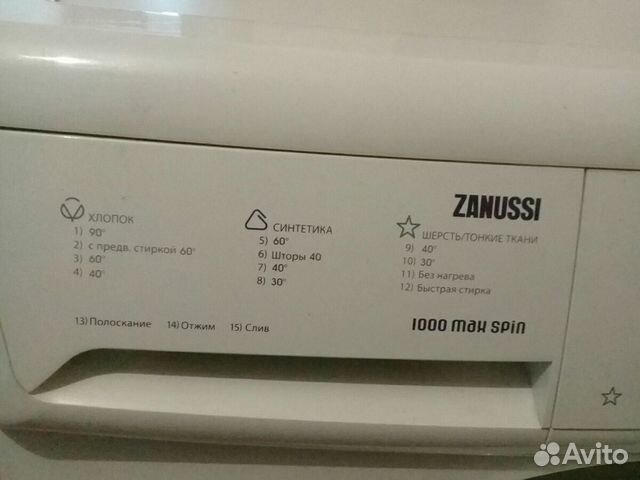 ХЛОПОК
1) 90°
2) с предв. стиркой 60°
3) 60°
4) 40°
СИНТЕТИКА
5) 60°
6) Шторы 40
7) 40°
8) 30°
ZANUSSI
ШЕРСТЬ/ТОНКИЕ ТКАНИ
9) 40°
10) 30°
11) Без нагрева
12) Быстрая стирка
13) Полоскание 14) Отжим 15) Слив
1000 max spin
Avito